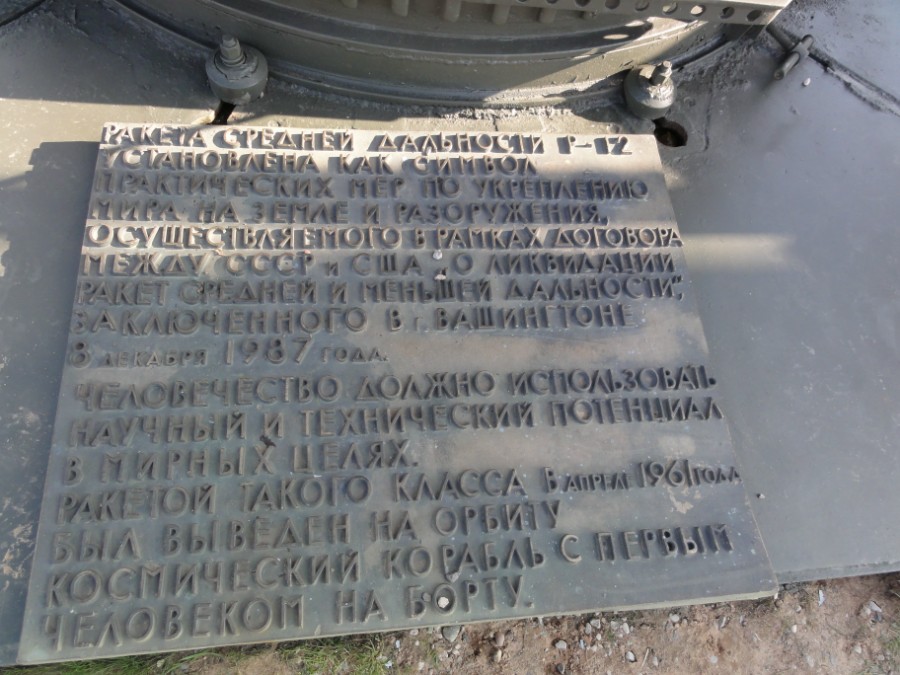 РАКЕТА СРЕДНЕЙ ДАЛЬНОСТИ Р-12
УСТАНОВЛЕНА КАК СИМВОЛ
ПРАКТИЧЕСКИХ МЕР ПО УКРЕПЛЕНИЮ
МИРА НА ЗЕМЛЕ И РАЗОРУЖЕНИЯ,
ОСУЩЕСТВЛЯЕМОГО В РАМКАХ ДОГОВОРА
МЕЖДУ СССР и США „О ЛИКВИДАЦИИ
РАКЕТ СРЕДНЕЙ И МЕНЬШЕЙ ДАЛЬНОСТИ",
ЗАКЛЮЧЕННОГО В г. ВАШИНГТОНЕ
8 ДЕКАБРЯ 1987 ГОДА.
ЧЕЛОВЕЧЕСТВО ДОЛЖНО ИСПОЛЬЗОВАТЬ
НАУЧНЫЙ И ТЕХНИЧЕСКИЙ ПОТЕНЦИАЛ
В МИРНЫХ ЦЕЛЯХ.
РАКЕТОЙ ТАКОГО КЛАССА В АПРЕЛЕ 1961 ГОДА
БЫЛ ВЫВЕДЕН НА ОРБИТУ
КОСМИЧЕСКИЙ КОРАБЛЬ С ПЕРВЫМ
ЧЕЛОВЕКОМ НА БОРТУ.